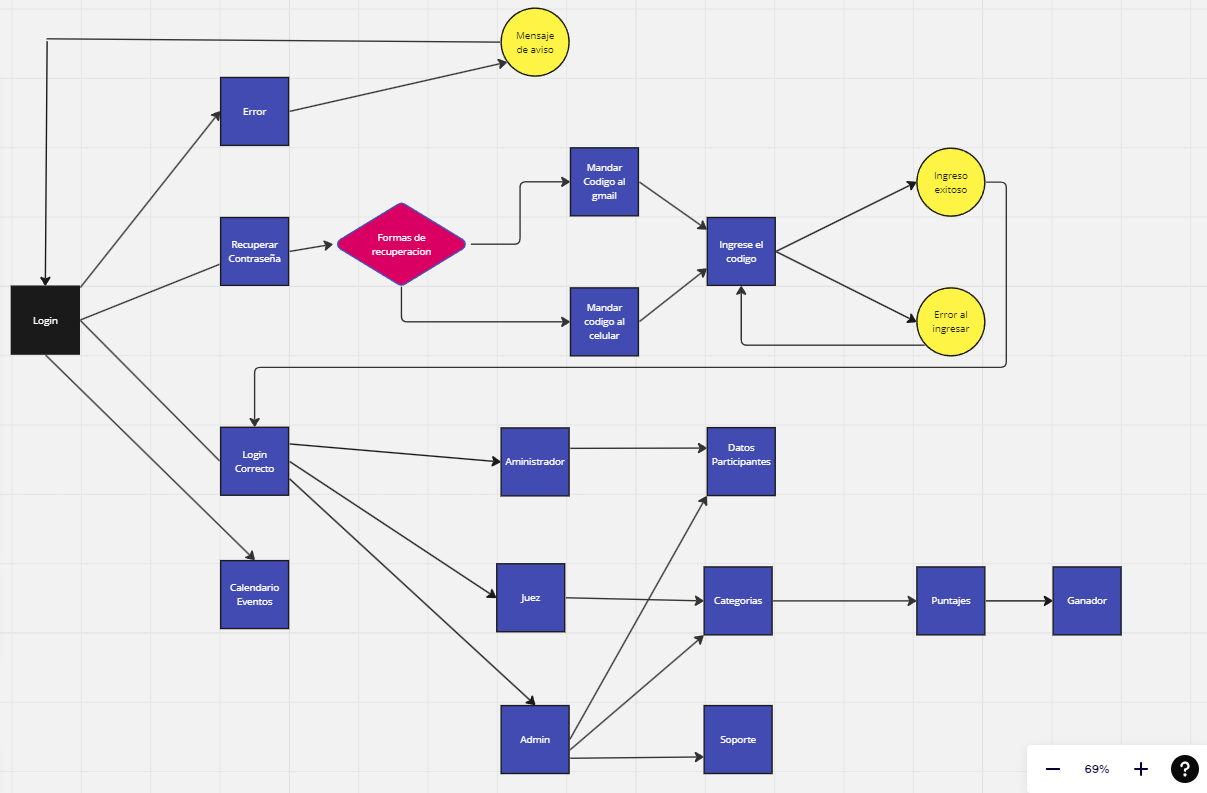 Mensaje
de aviso
Error
Mandar
Codigo al
gmail
Ingreso
exitoso
Recuperar
Contraseña
Formas de
recuperacion
Ingrese el
codigo
Login
Mandar
codigo al
celular
Error al
ingresar
Login
Correcto
Aministrador
Datos
Participantes
Calendario
Eventos
Juez
Categorias
Puntajes
Ganador
Admin
Soporte
69%